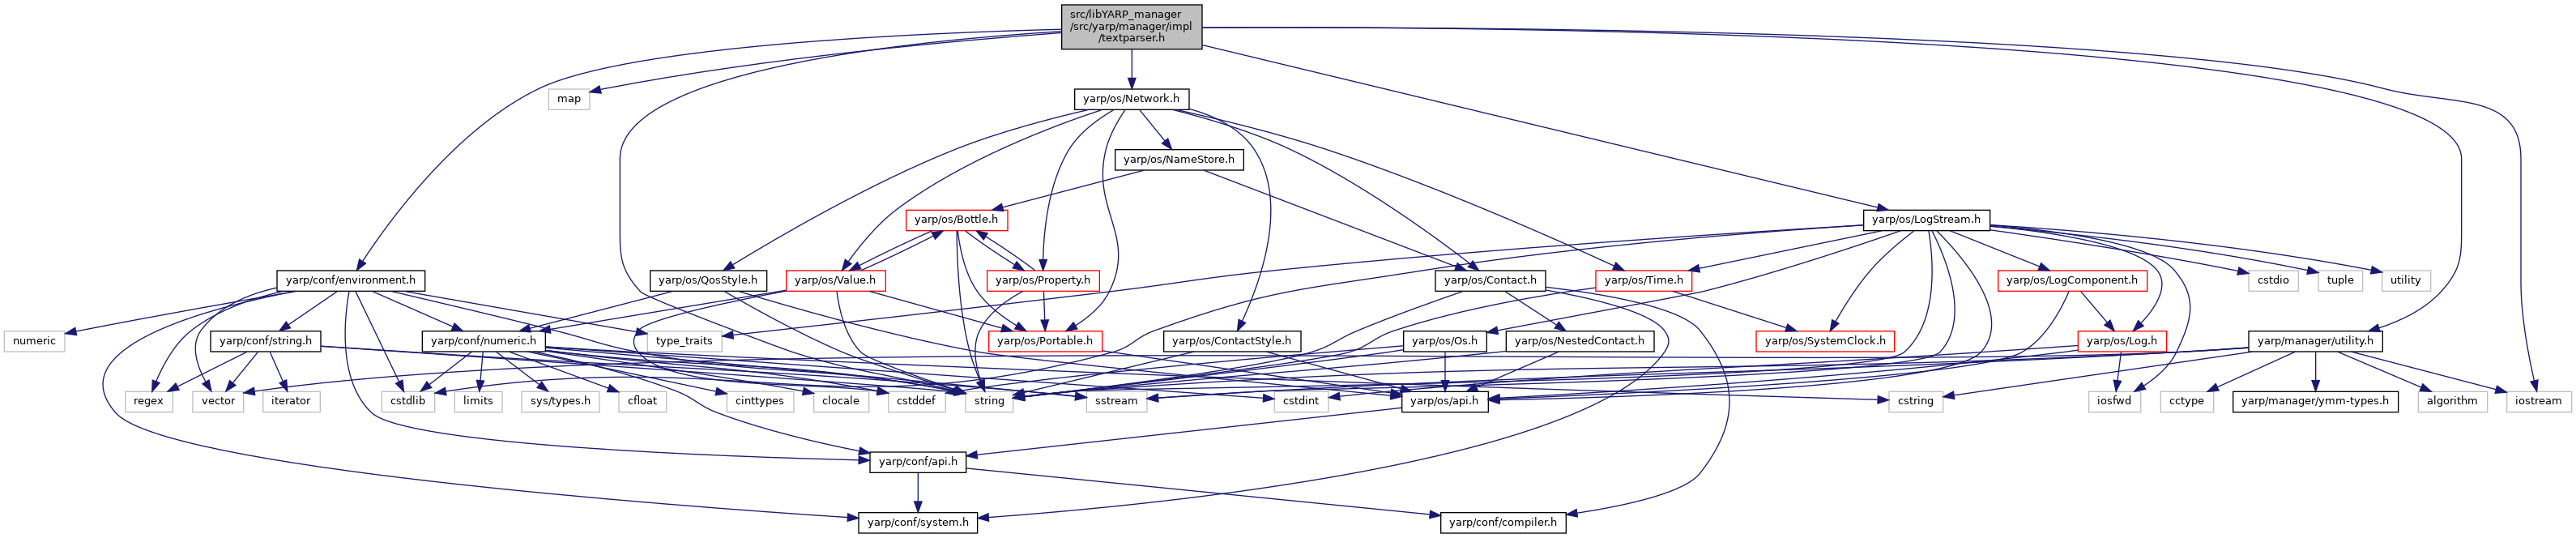 src/libYARP_manager
/src/yarp/manager/impl
/textparser.h
map
yarp/os/Network.h
yarp/os/NameStore.h
yarp/os/Bottle.h
yarp/os/LogStream.h
yarp/conf/environment.h
yarp/os/QosStyle.h
yarp/os/Value.h
yarp/os/Property.h
yarp/os/Contact.h
yarp/os/Time.h
yarp/os/LogComponent.h
cstdio
tuple
utility
numeric
yarp/conf/string.h
yarp/conf/numeric.h
type_traits
yarp/os/Portable.h
yarp/os/ContactStyle.h
yarp/os/Os.h
yarp/os/NestedContact.h
yarp/os/SystemClock.h
yarp/os/Log.h
yarp/manager/utility.h
regex
vector
iterator
cstdlib
limits
sys/types.h
cfloat
cinttypes
clocale
cstddef
string
sstream
yarp/os/api.h
cstdint
cstring
iosfwd
cctype
yarp/manager/ymm-types.h
algorithm
iostream
yarp/conf/api.h
yarp/conf/system.h
yarp/conf/compiler.h